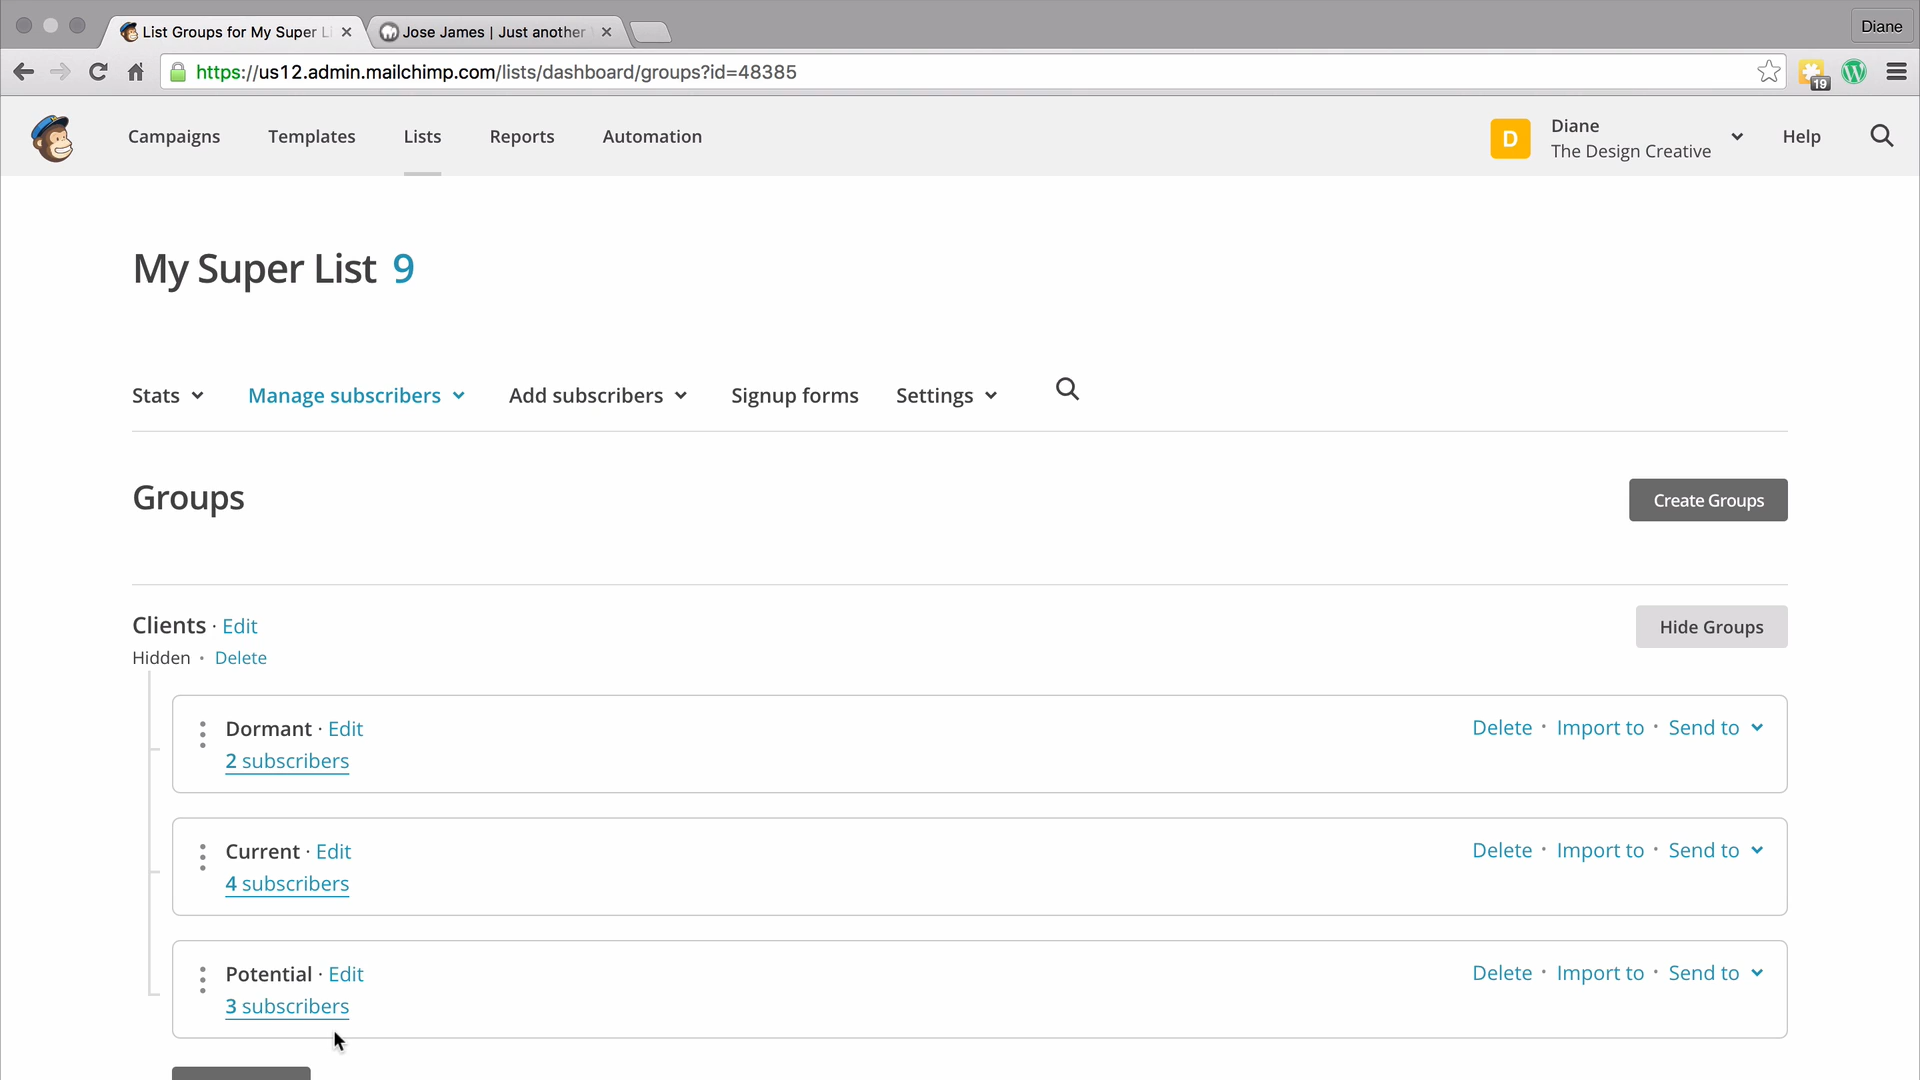 List Groups for My Super Li
Jose James | Just another
Diane
https://us12.admin.mailchimp.com/lists/dashboard/groups?id=48385
19
Campaigns Templates Lists Reports Automation
D Diane Help
The Design Creative
My Super List 9
Stats Manage subscribers Add subscribers Signup forms Settings
Groups
Create Groups
Clients · Edit
Hide Groups
Hidden · Delete
Dormant · Edit
Delete · Import to · Send to
2 subscribers
Current · Edit
Delete · Import to · Send to
4 subscribers
Potential · Edit
Delete · Import to · Send to
3 subscribers